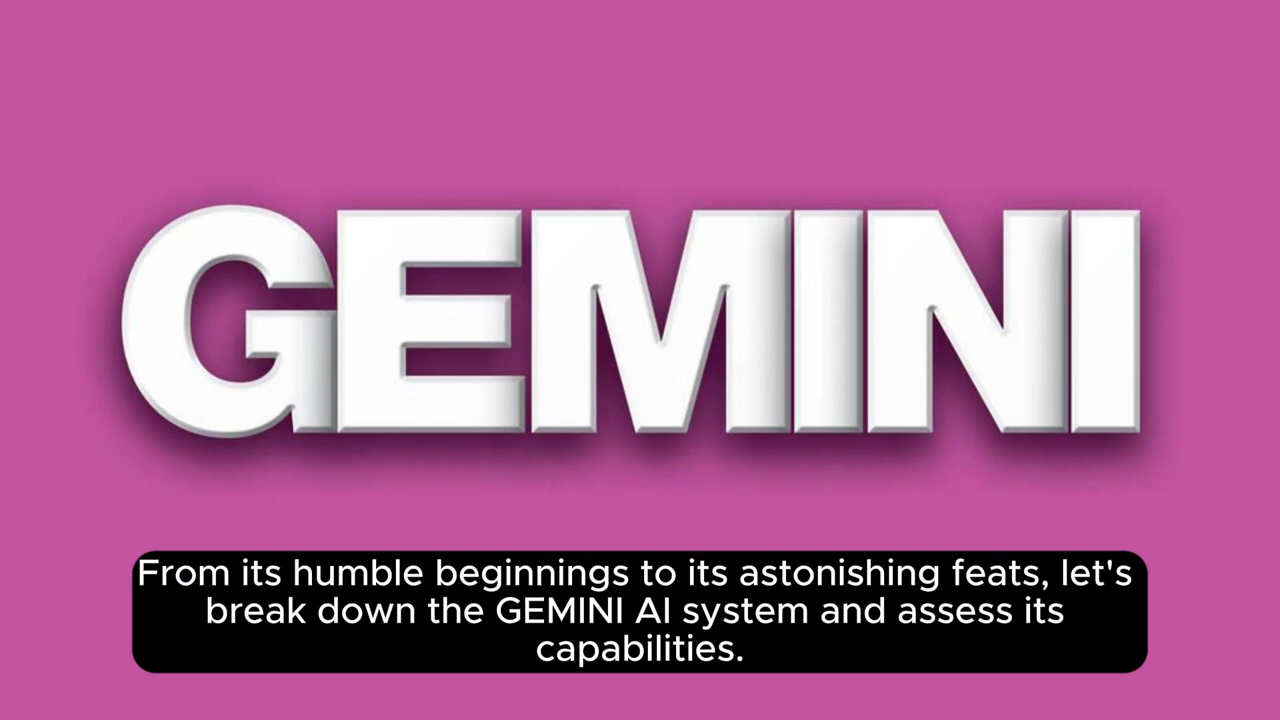 GEMINI
From its humble beginnings to its astonishing feats, let's
break down the GEMINI AI system and assess its
capabilities.